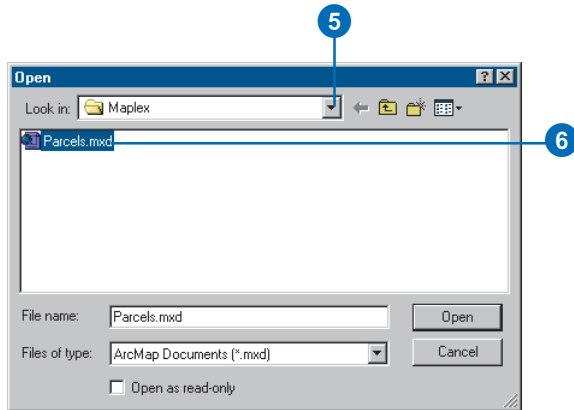 5
Open
Look in: Maplex
Parcels.mxd
6
File name: Parcels.mxd Open
Files of type: ArcMap Documents (*.mxd) Cancel
Open as read-only